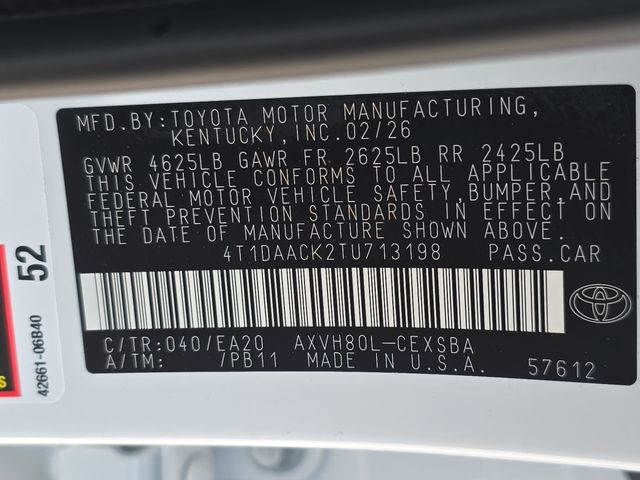 MFD.BY:TOYOTA MOTOR MANUFACTURING,
KENTUCKY,INC.02/26
GVWR 4625LB GAWR FR 2625LB RR 2425LB
THIS VEHICLE CONFORMS TO ALL APPLICABLE
FEDERAL MOTOR VEHICLE SAFETY,BUMPER,AND
THEFT PREVENTION STANDARDS IN EFFECT ON
THE DATE OF MANUFACTURE SHOWN ABOVE.
4T1DAACK2TU713198 PASS.CAR
C/TR:040/EA20 AXVH80L-CEXSBA
A/TM: /PB11 MADE IN U.S.A.
57612
52
42661-06B40
S